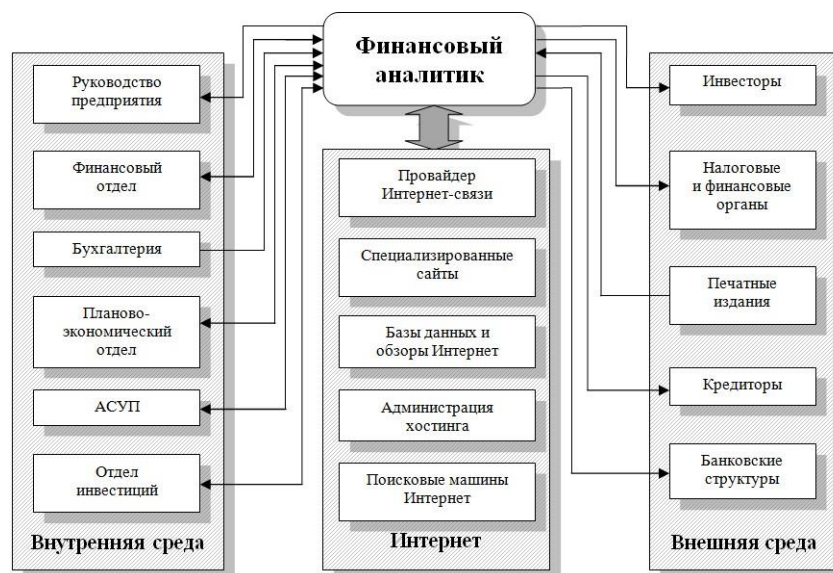 Финансовый
аналитик
Руководство
предприятия
Финансовый
отдел
Бухгалтерия
Планово-
экономический
отдел
АСУП
Отдел
инвестиций
Внутренняя среда
Провайдер
Интернет-связи
Специализированные
сайты
Базы данных и
обзоры Интернет
Администрация
хостинга
Поисковые машины
Интернет
Интернет
Инвесторы
Налоговые
и финансовые
органы
Печатные
издания
Кредиторы
Банковские
структуры
Внешняя среда